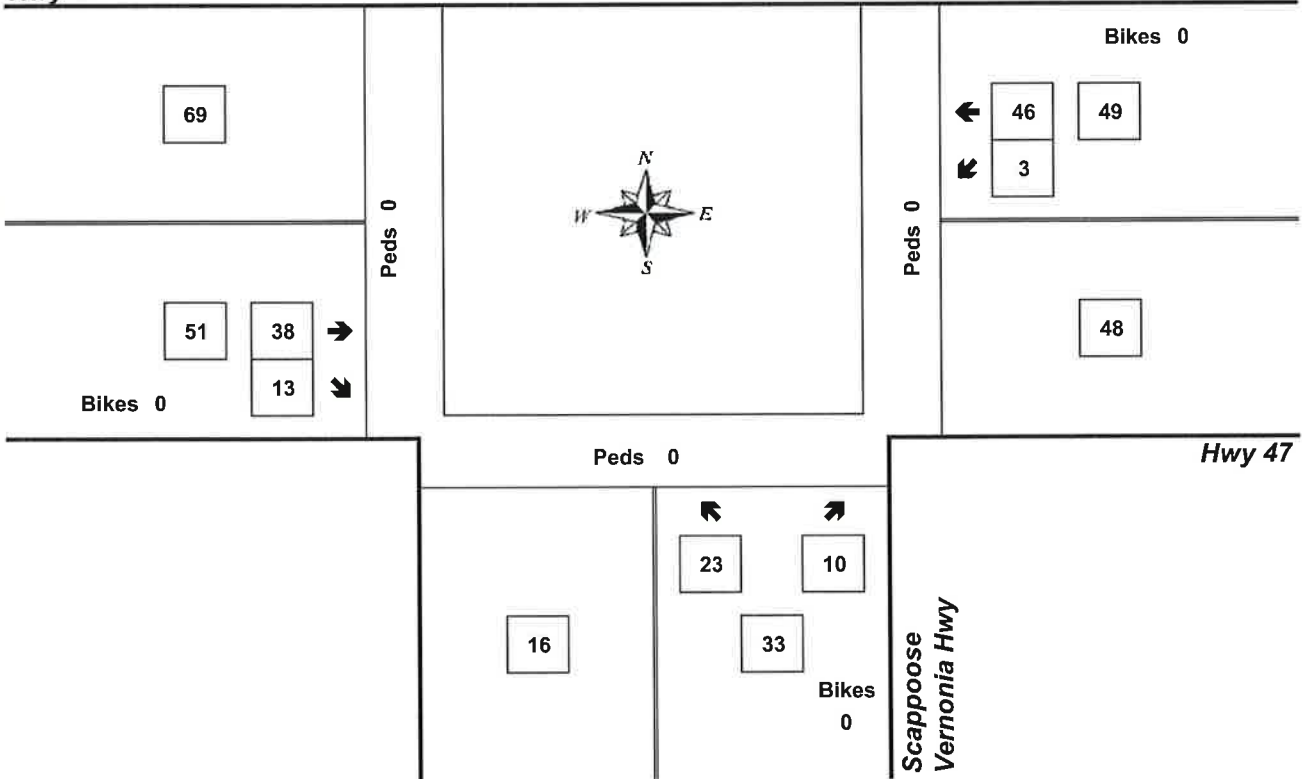 Bikes 0
69
46 49
3
N
W E
S
Peds 0
Peds 0
51 38
13
48
Bikes 0
Peds 0
Hwy 47
23 10
16
33
Bikes
0
Scappoose
Vernonia Hwy